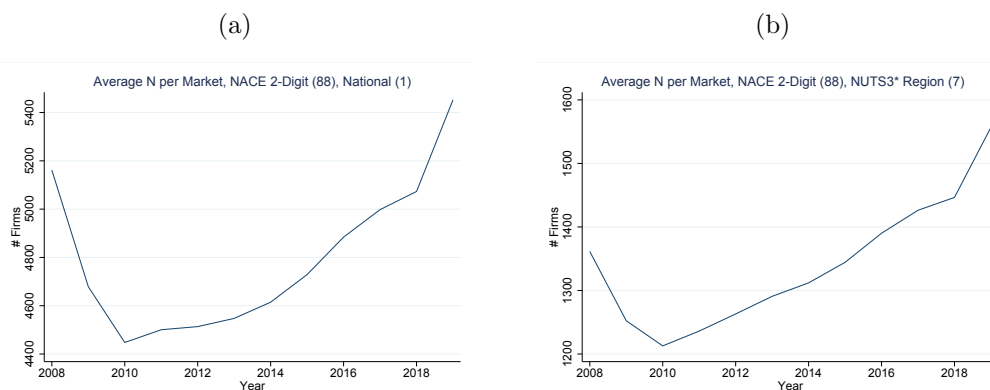 (a)
Average N per Market, NACE 2-Digit (88), National (1)
# Firms
5400
5200
5000
4800
4600
4400
2008 2010 2012 2014 2016 2018
Year
(b)
Average N per Market, NACE 2-Digit (88), NUTS3* Region (7)
# Firms
1600
1500
1400
1300
1200
2008 2010 2012 2014 2016 2018
Year